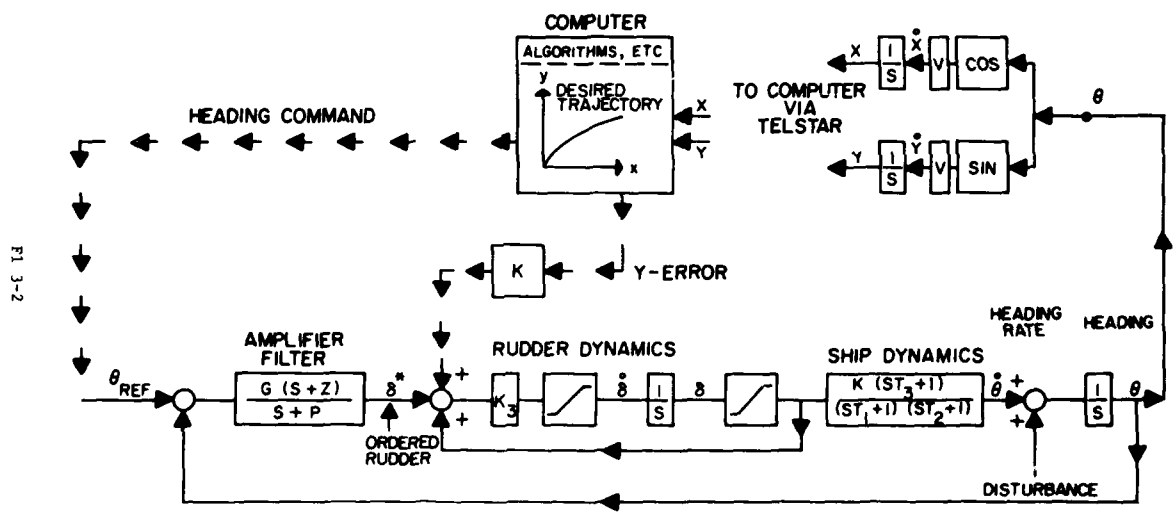 COMPUTER
ALGORITHMS, ETC
y
DESIRED
TRAJECTORY
x
X
Y
HEADING COMMAND
TO COMPUTER
VIA
TELSTAR
X
1/S
Ẋ
V
COS
Y
1/S
Ẏ
V
SIN
θ
K
Y-ERROR
F1 3-2
θREF
AMPLIFIER
FILTER
G (S+Z)
S+P
δ*
ORDERED
RUDDER
+
+
RUDDER DYNAMICS
K3
δ̇
1/S
δ
SHIP DYNAMICS
K (ST3+1)
(ST1+1) (ST2+1)
θ̇
HEADING
RATE
+
+
DISTURBANCE
HEADING
1/S
θ